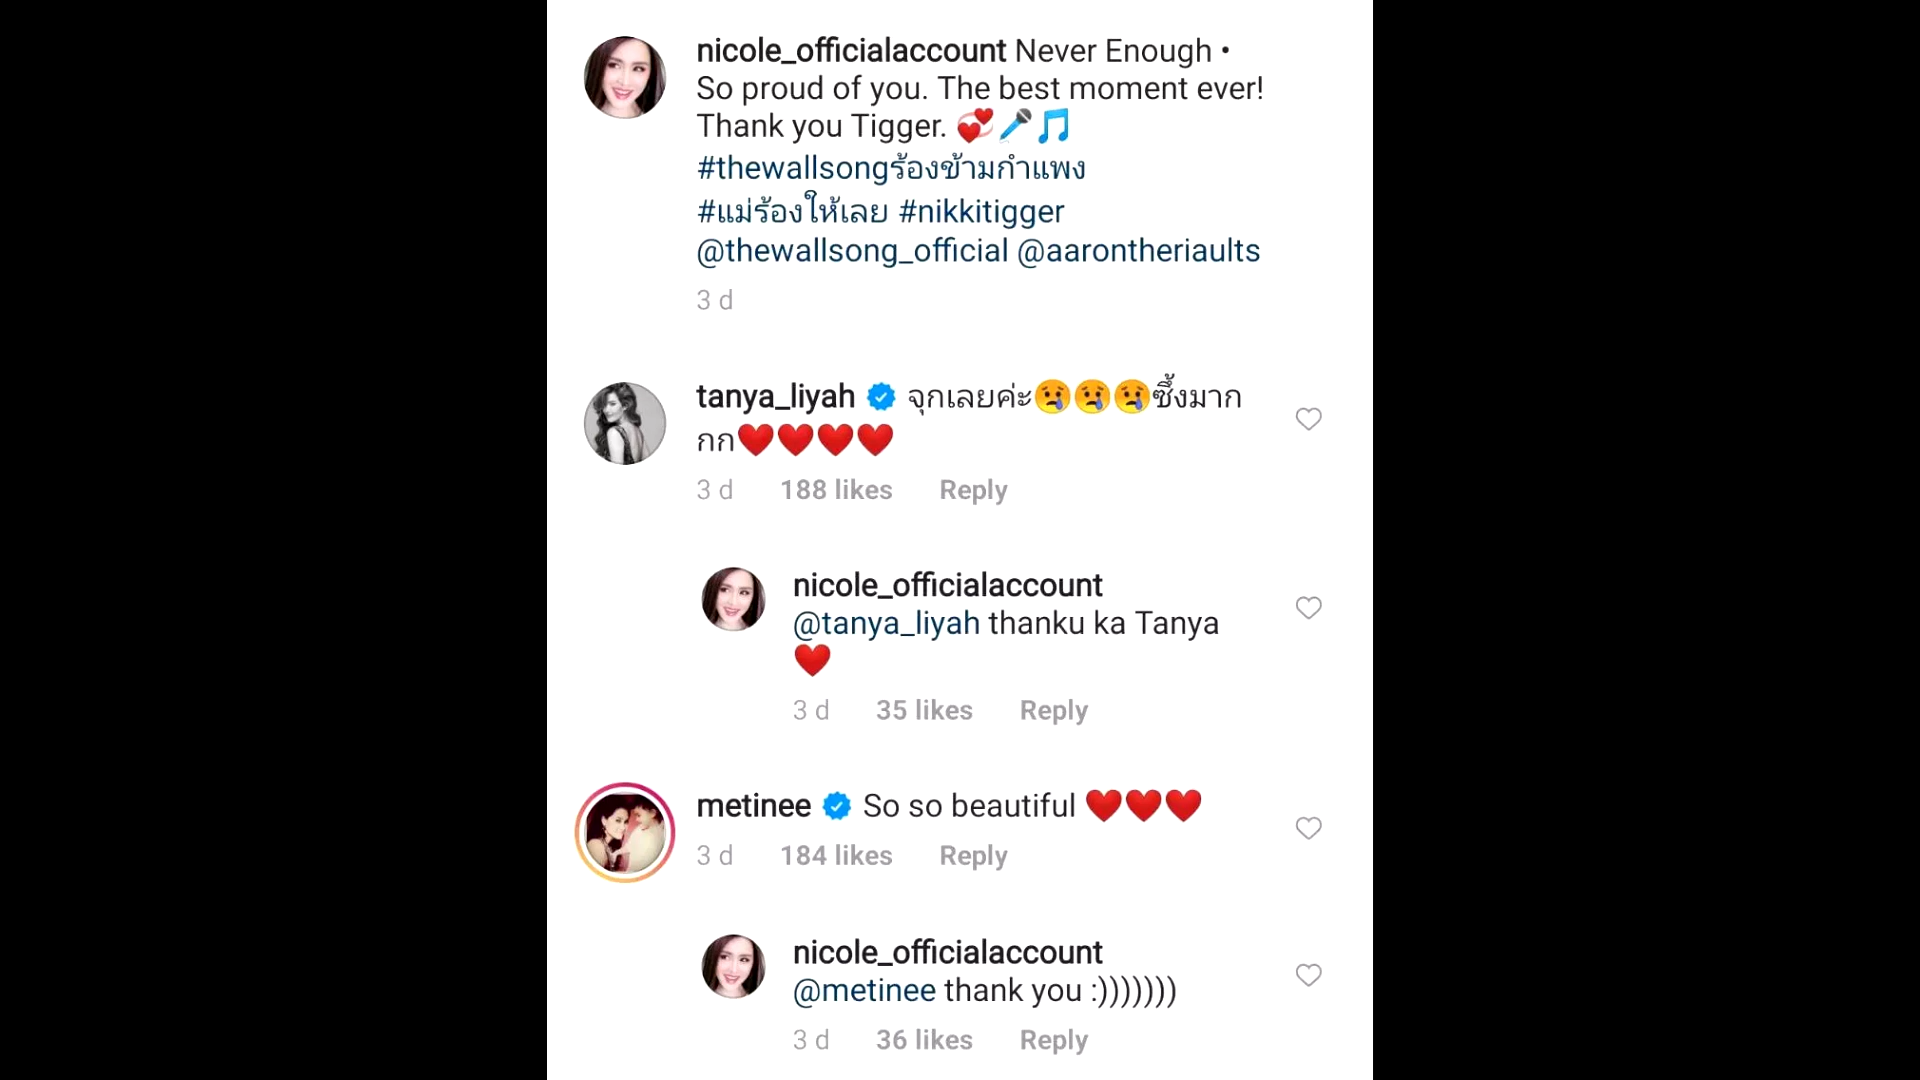 nicole_officialaccount Never Enough •
So proud of you. The best moment ever!
Thank you Tigger. 💞🎤🎵
#thewallsongร้องข้ามกำแพง
#แม่ร้องให้เลย #nikkitigger
@thewallsong_official @aarontheriaults
3 d
tanya_liyah จุกเลยค่ะ😢😢😢ซึ้งมาก
กก❤️❤️❤️❤️
3 d 188 likes Reply
nicole_officialaccount
@tanya_liyah thanku ka Tanya
❤️
3 d 35 likes Reply
metinee So so beautiful ❤️❤️❤️
3 d 184 likes Reply
nicole_officialaccount
@metinee thank you :)))))))
3 d 36 likes Reply